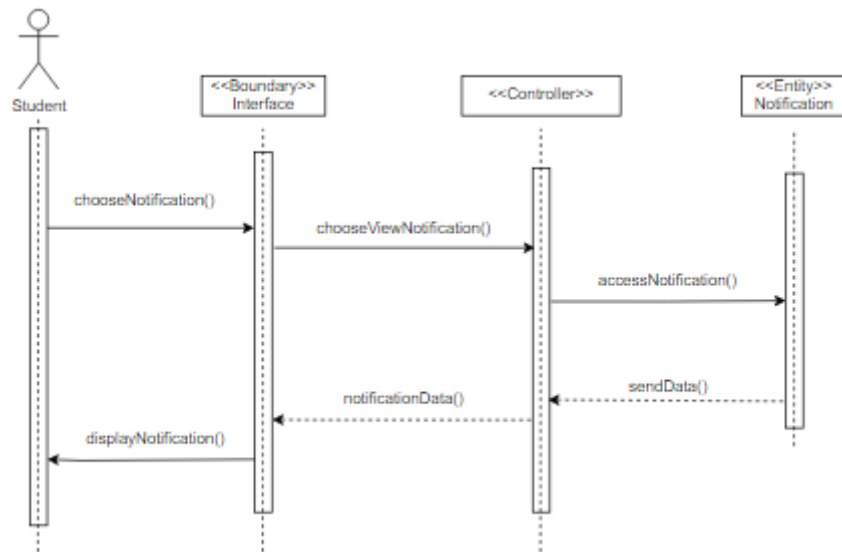 Student
<<Boundary>>
Interface
<<Controller>>
<<Entity>>
Notification
chooseNotification()
chooseViewNotification()
accessNotification()
sendData()
notificationData()
displayNotification()